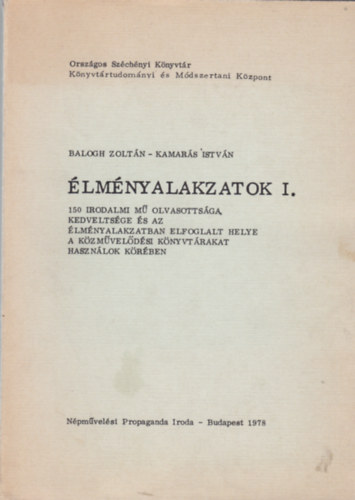 Országos Széchényi Könyvtár
Könyvtártudományi és Módszertani Központ
BALOGH ZOLTÁN - KAMARÁS ISTVÁN
ÉLMÉNYALAKZATOK I.
150 IRODALMI MŰ OLVASOTTSÁGA,
KEDVELTSÉGE ÉS AZ
ÉLMÉNYALAKZATBAN ELFOGLALT HELYE
A KÖZMŰVELŐDÉSI KÖNYVTÁRAKAT
HASZNÁLOK KÖRÉBEN
Népművelési Propaganda Iroda - Budapest 1978